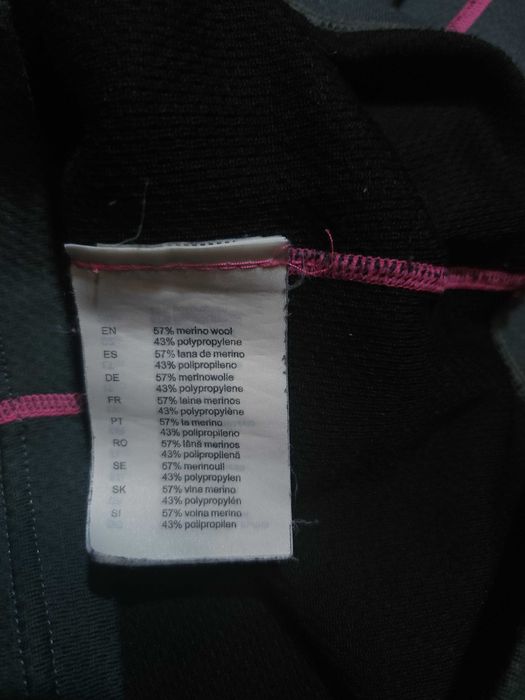 EN 57% merino wool
43% polypropylene
ES 57% lana de merino
43% polipropileno
DE 57% merinowolle
43% polypropylene
FR 57% laine merinos
43% polypropylène
PT 57% la merino
43% polipropileno
RO 57% lână merinos
43% polipropilenă
SE 57% merinoull
43% polypropylen
SK 57% vlna merino
43% polypropylén
SI 57% volna merino
43% polipropilen